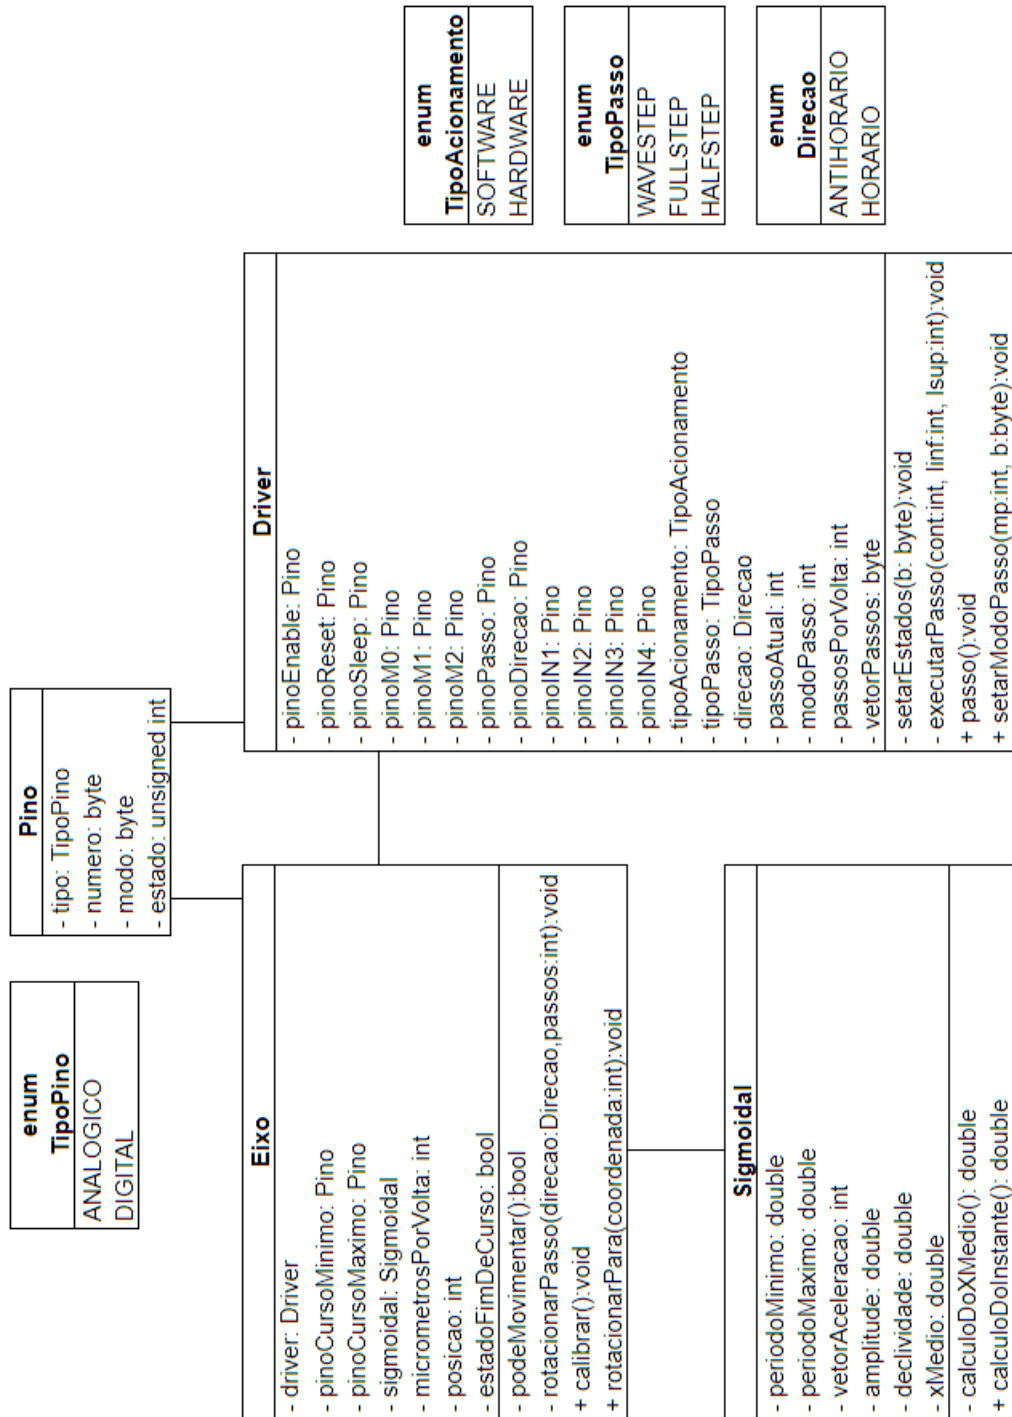 enum
TipoPino
ANALOGICO
DIGITAL
Pino
- tipo: TipoPino
- numero: byte
- modo: byte
- estado: unsigned int
Eixo
- driver: Driver
- pinoCursoMinimo: Pino
- pinoCursoMaximo: Pino
- sigmoidal: Sigmoidal
- micrometrosPorVolta: int
- posicao: int
- estadoFimDeCurso: bool
- podeMovimentar():bool
- rotacionarPasso(direcao:Direcao,passos:int):void
+ calibrar():void
+ rotacionarPara(coordenada:int):void
Driver
- pinoEnable: Pino
- pinoReset: Pino
- pinoSleep: Pino
- pinoM0: Pino
- pinoM1: Pino
- pinoM2: Pino
- pinoPasso: Pino
- pinoDirecao: Pino
- pinoIN1: Pino
- pinoIN2: Pino
- pinoIN3: Pino
- pinoIN4: Pino
- tipoAcionamento: TipoAcionamento
- tipoPasso: TipoPasso
- direcao: Direcao
- passoAtual: int
- modoPasso: int
- passosPorVolta: int
- vetorPassos: byte
- setarEstados(b: byte):void
- executarPasso(cont:int, linf:int, lsup:int):void
+ passo():void
+ setarModoPasso(mp:int, b:byte):void
enum
TipoAcionamento
SOFTWARE
HARDWARE
enum
TipoPasso
WAVESTEP
FULLSTEP
HALFSTEP
enum
Direcao
ANTIHORARIO
HORARIO
Sigmoidal
- periodoMinimo: double
- periodoMaximo: double
- vetorAceleracao: int
- amplitude: double
- declividade: double
- xMedio: double
- calculoDoXMedio(): double
+ calculoDoInstante(): double